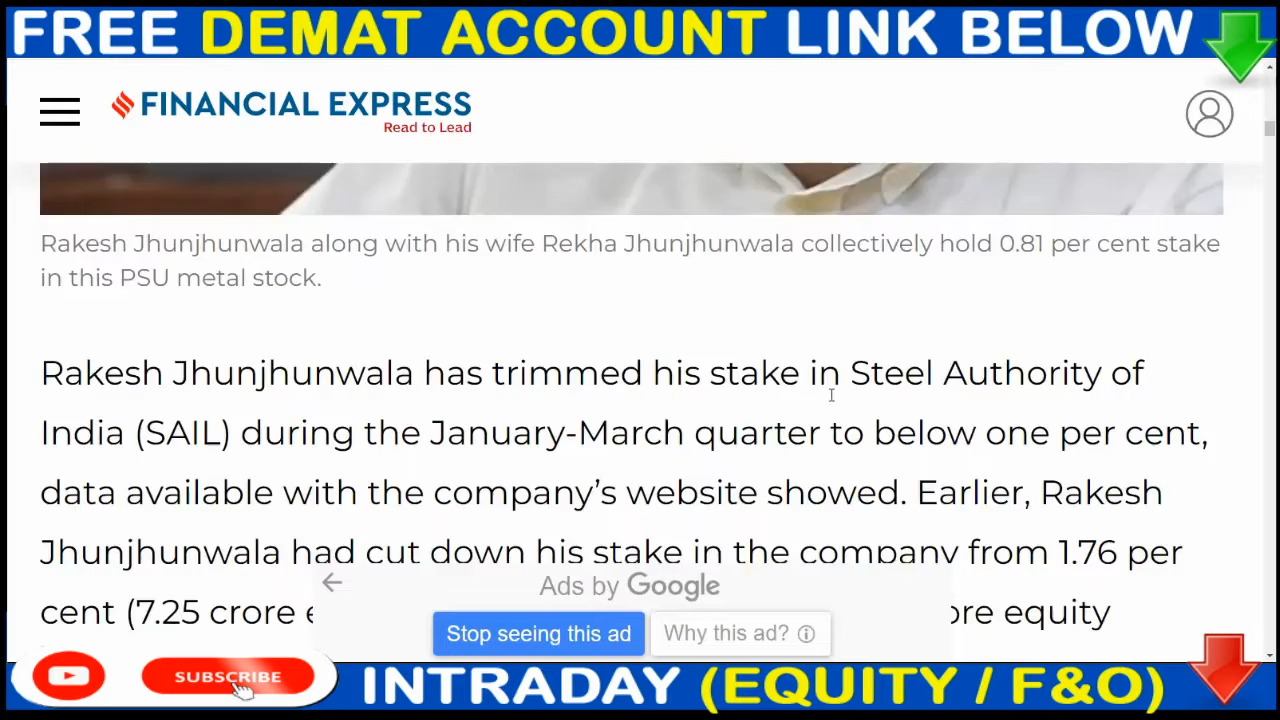 FREE DEMAT ACCOUNT LINK BELOW
FINANCIAL EXPRESS
Read to Lead
Rakesh Jhunjhunwala along with his wife Rekha Jhunjhunwala collectively hold 0.81 per cent stake
in this PSU metal stock.
Rakesh Jhunjhunwala has trimmed his stake in Steel Authority of
India (SAIL) during the January-March quarter to below one per cent,
data available with the company’s website showed. Earlier, Rakesh
Jhunjhunwala had cut down his stake in the company from 1.76 per
cent (7.25 crore equity
Ads by Google
Stop seeing this ad
Why this ad?
SUBSCRIBE
INTRADAY (EQUITY / F&O)